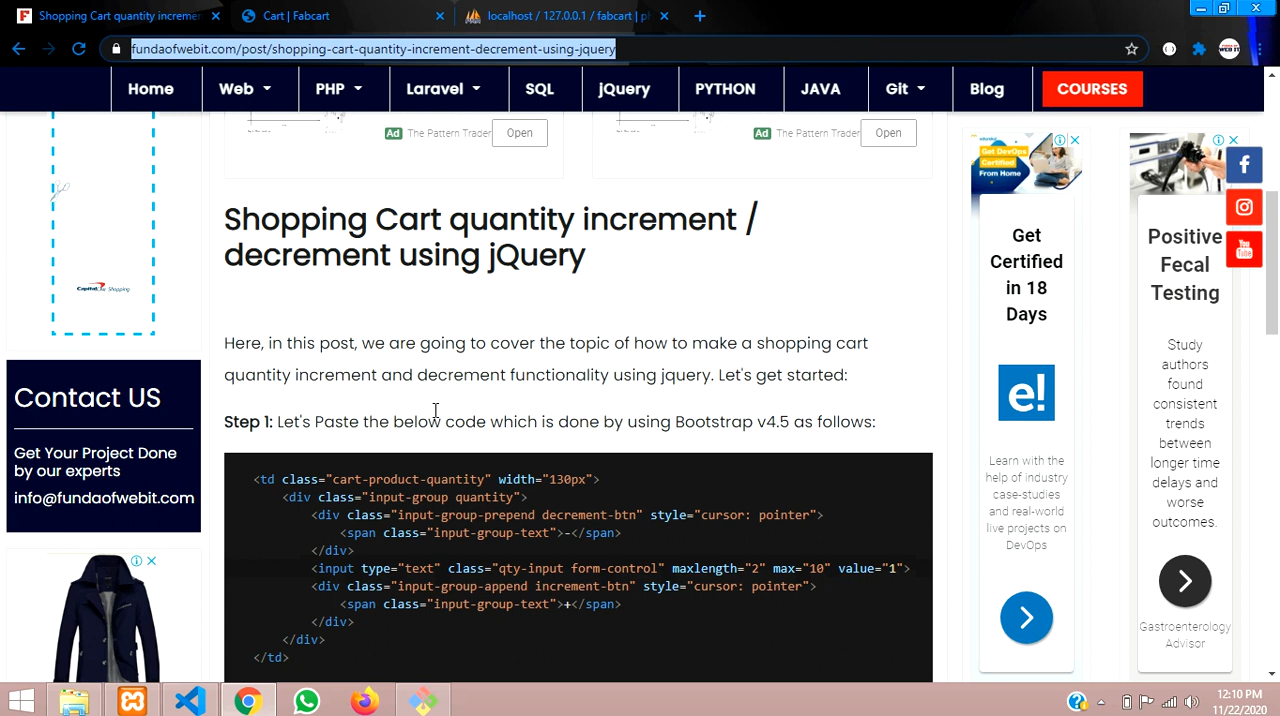 Shopping Cart quantity incremen
Cart | Fabcart
localhost / 127.0.0.1 / fabcart | p
fundaofwebit.com/post/shopping-cart-quantity-increment-decrement-using-jquery
Home
Web
PHP
Laravel
SQL
jQuery
PYTHON
JAVA
Git
Blog
COURSES
Ad The Pattern Trader Open
Ad The Pattern Trader Open
Shopping Cart quantity increment /
decrement using jQuery
Here, in this post, we are going to cover the topic of how to make a shopping cart
quantity increment and decrement functionality using jquery. Let's get started:
Step 1: Let's Paste the below code which is done by using Bootstrap v4.5 as follows:
<td class="cart-product-quantity" width="130px">
<div class="input-group quantity">
<div class="input-group-prepend decrement-btn" style="cursor: pointer">
<span class="input-group-text">-</span>
</div>
<input type="text" class="qty-input form-control" maxlength="2" max="10" value="1">
<div class="input-group-append increment-btn" style="cursor: pointer">
<span class="input-group-text">+</span>
</div>
</div>
</td>
Shopping
Contact US
Get Your Project Done
by our experts
info@fundaofwebit.com
Get DevOps
Certified
From Home
Get
Certified
in 18
Days
e!
Learn with the
help of industry
case-studies
and real-world
live projects on
DevOps
Positive
Fecal
Testing
Study
authors
found
consistent
trends
between
longer time
delays and
worse
outcomes.
Gastroenterology
Advisor
12:10 PM
11/22/2020